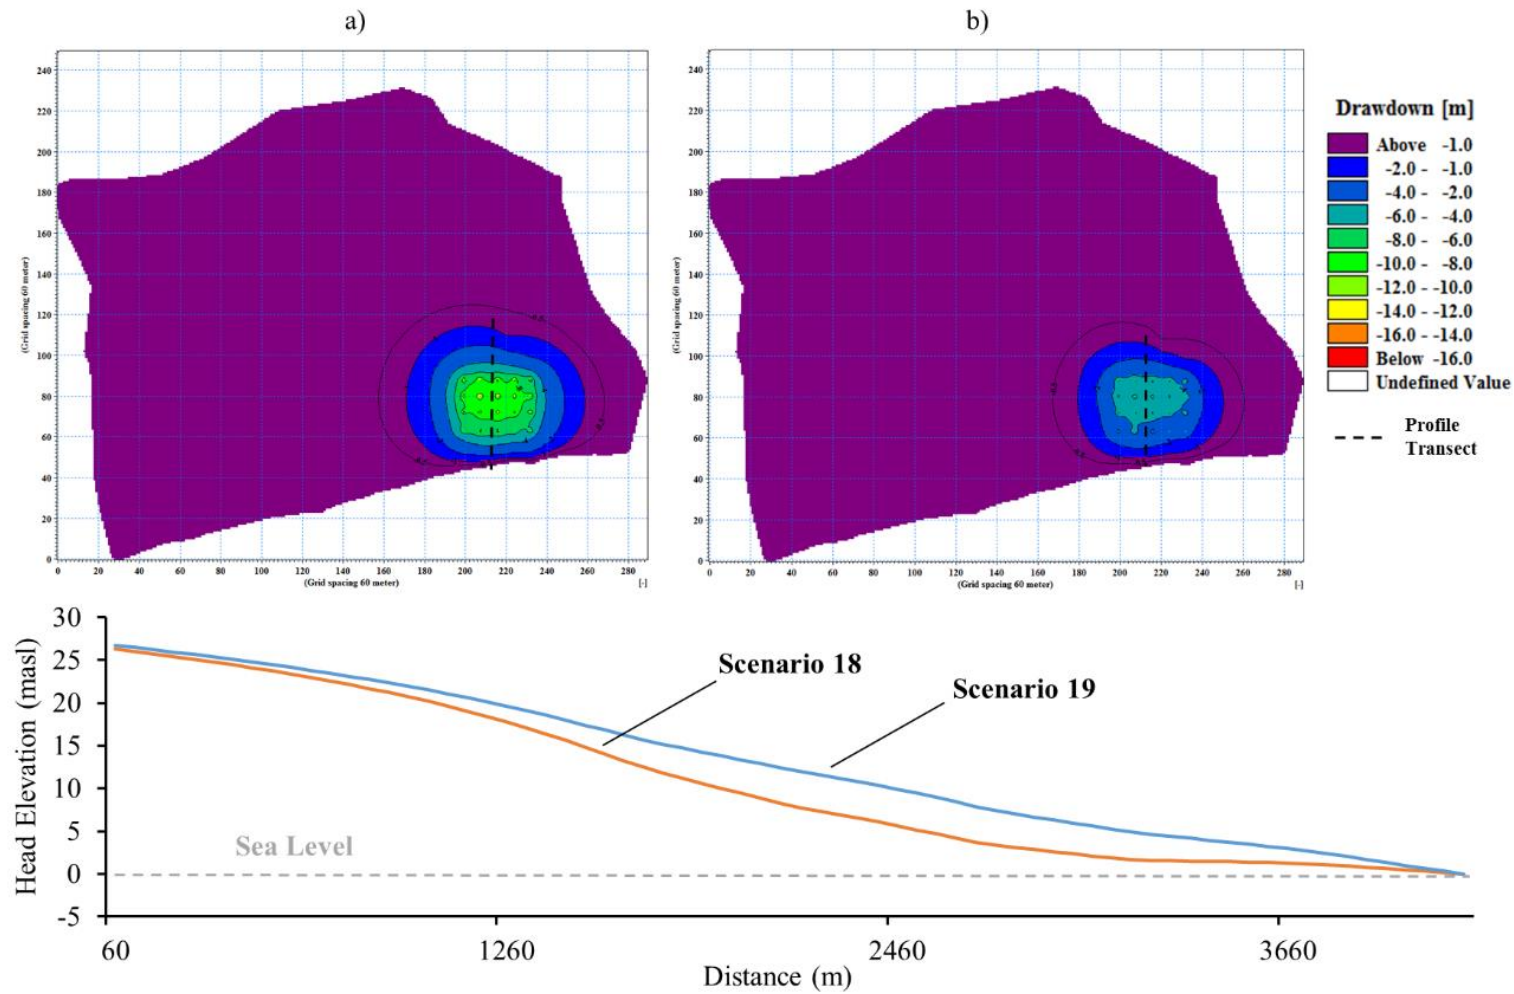 a)
b)
240
220
200
180
160
140
120
100
80
60
40
20
0
(Grid spacing 60 meter)
0 20 40 60 80 100 120 140 160 180 200 220 240 260 280
(Grid spacing 60 meter) [-]
240
220
200
180
160
140
120
100
80
60
40
20
0
(Grid spacing 60 meter)
0 20 40 60 80 100 120 140 160 180 200 220 240 260 280
(Grid spacing 60 meter) [-]
Drawdown [m]
Above -1.0
-2.0 - -1.0
-4.0 - -2.0
-6.0 - -4.0
-8.0 - -6.0
-10.0 - -8.0
-12.0 - -10.0
-14.0 - -12.0
-16.0 - -14.0
Below -16.0
Undefined Value
Profile
Transect
30
25
20
15
10
5
0
-5
Head Elevation (masl)
Scenario 18
Scenario 19
Sea Level
60 1260 2460 3660
Distance (m)